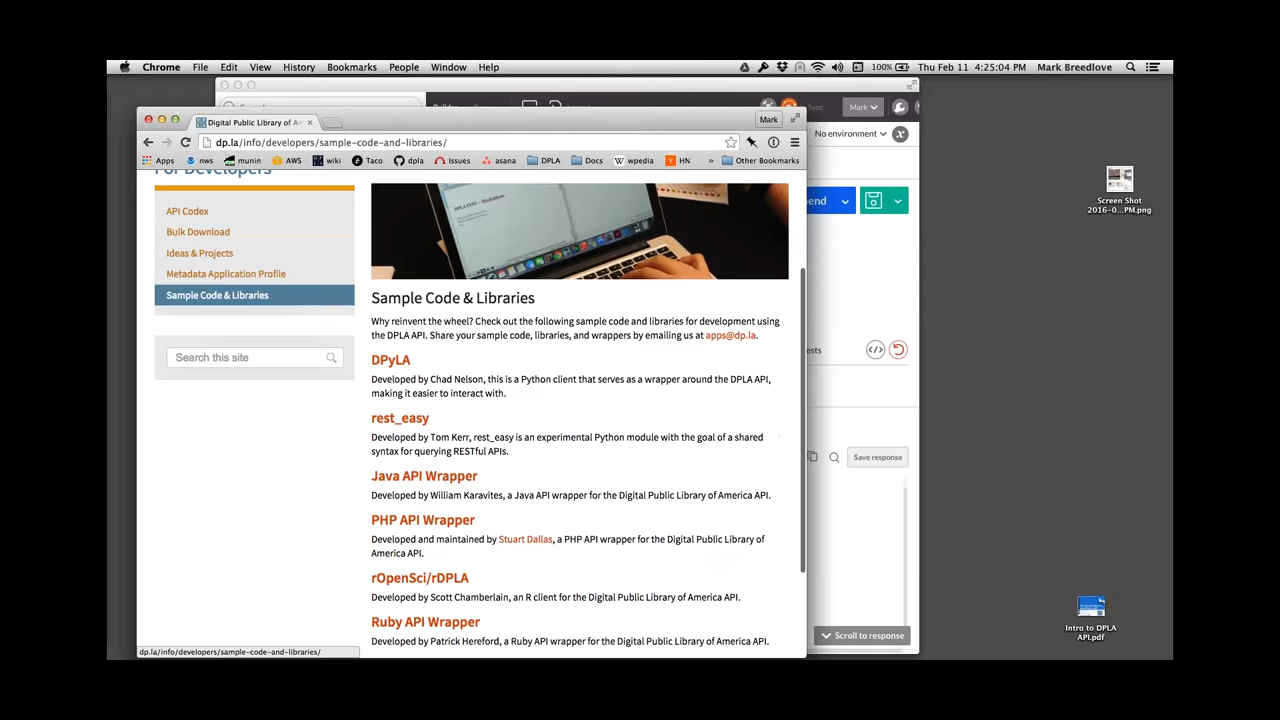 Chrome File Edit View History Bookmarks People Window Help 100% Thu Feb 11 4:25:04 PM Mark Breedlove
Digital Public Library of Am Mark
dp.la/info/developers/sample-code-and-libraries/
Apps nws munin AWS wiki Taco dpla Issues asana DPLA Docs wpedia HN » Other Bookmarks
Sync Mark
No environment
For Developers
API Codex
Bulk Download
Ideas & Projects
Metadata Application Profile
Sample Code & Libraries
Search this site
Sample Code & Libraries
Why reinvent the wheel? Check out the following sample code and libraries for development using
the DPLA API. Share your sample code, libraries, and wrappers by emailing us at apps@dp.la.
DPyLA
Developed by Chad Nelson, this is a Python client that serves as a wrapper around the DPLA API,
making it easier to interact with.
rest_easy
Developed by Tom Kerr, rest_easy is an experimental Python module with the goal of a shared
syntax for querying RESTful APIs.
Java API Wrapper
Developed by William Karavites, a Java API wrapper for the Digital Public Library of America API.
PHP API Wrapper
Developed and maintained by Stuart Dallas, a PHP API wrapper for the Digital Public Library of
America API.
rOpenSci/rDPLA
Developed by Scott Chamberlain, an R client for the Digital Public Library of America API.
Ruby API Wrapper
Developed by Patrick Hereford, a Ruby API wrapper for the Digital Public Library of America API.
dp.la/info/developers/sample-code-and-libraries/
end
ests
Save response
Scroll to response
Screen Shot
2016-0...PM.png
Intro to DPLA
API.pdf